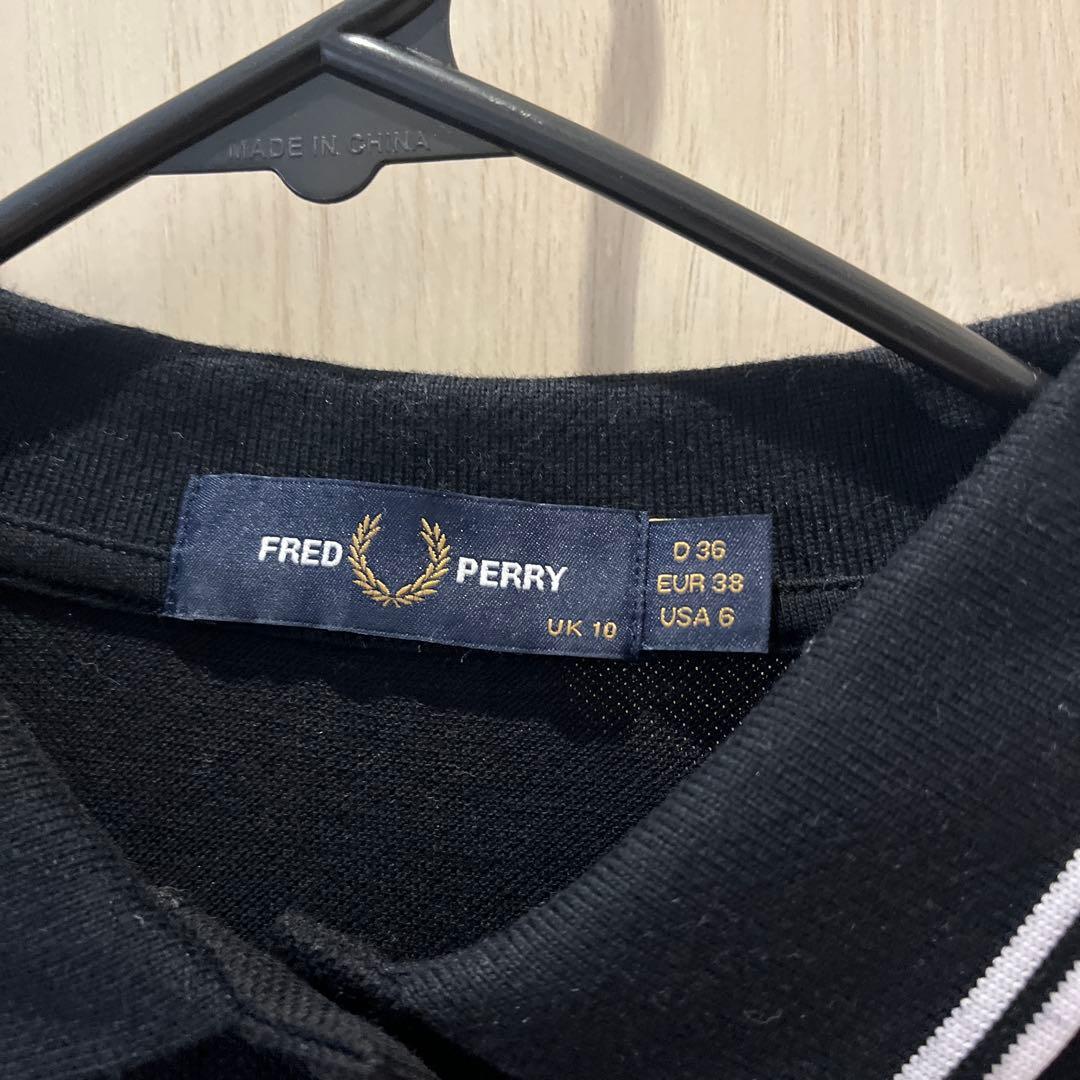 MADE IN CHINA
FRED PERRY
UK 10
D 36
EUR 38
USA 6